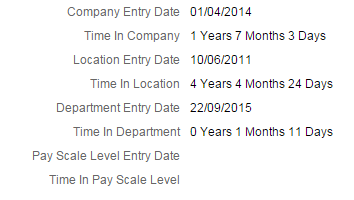 Company Entry Date 01/04/2014
Time In Company 1 Years 7 Months 3 Days
Location Entry Date 10/06/2011
Time In Location 4 Years 4 Months 24 Days
Department Entry Date 22/09/2015
Time In Department 0 Years 1 Months 11 Days
Pay Scale Level Entry Date
Time In Pay Scale Level